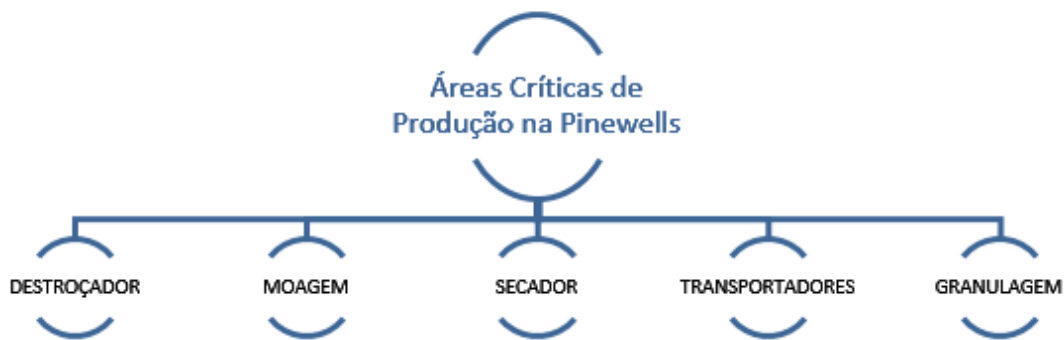 Áreas Críticas de
Produção na Pinewells
DESTROÇADOR
MOAGEM
SECADOR
TRANSPORTADORES
GRANULAGEM